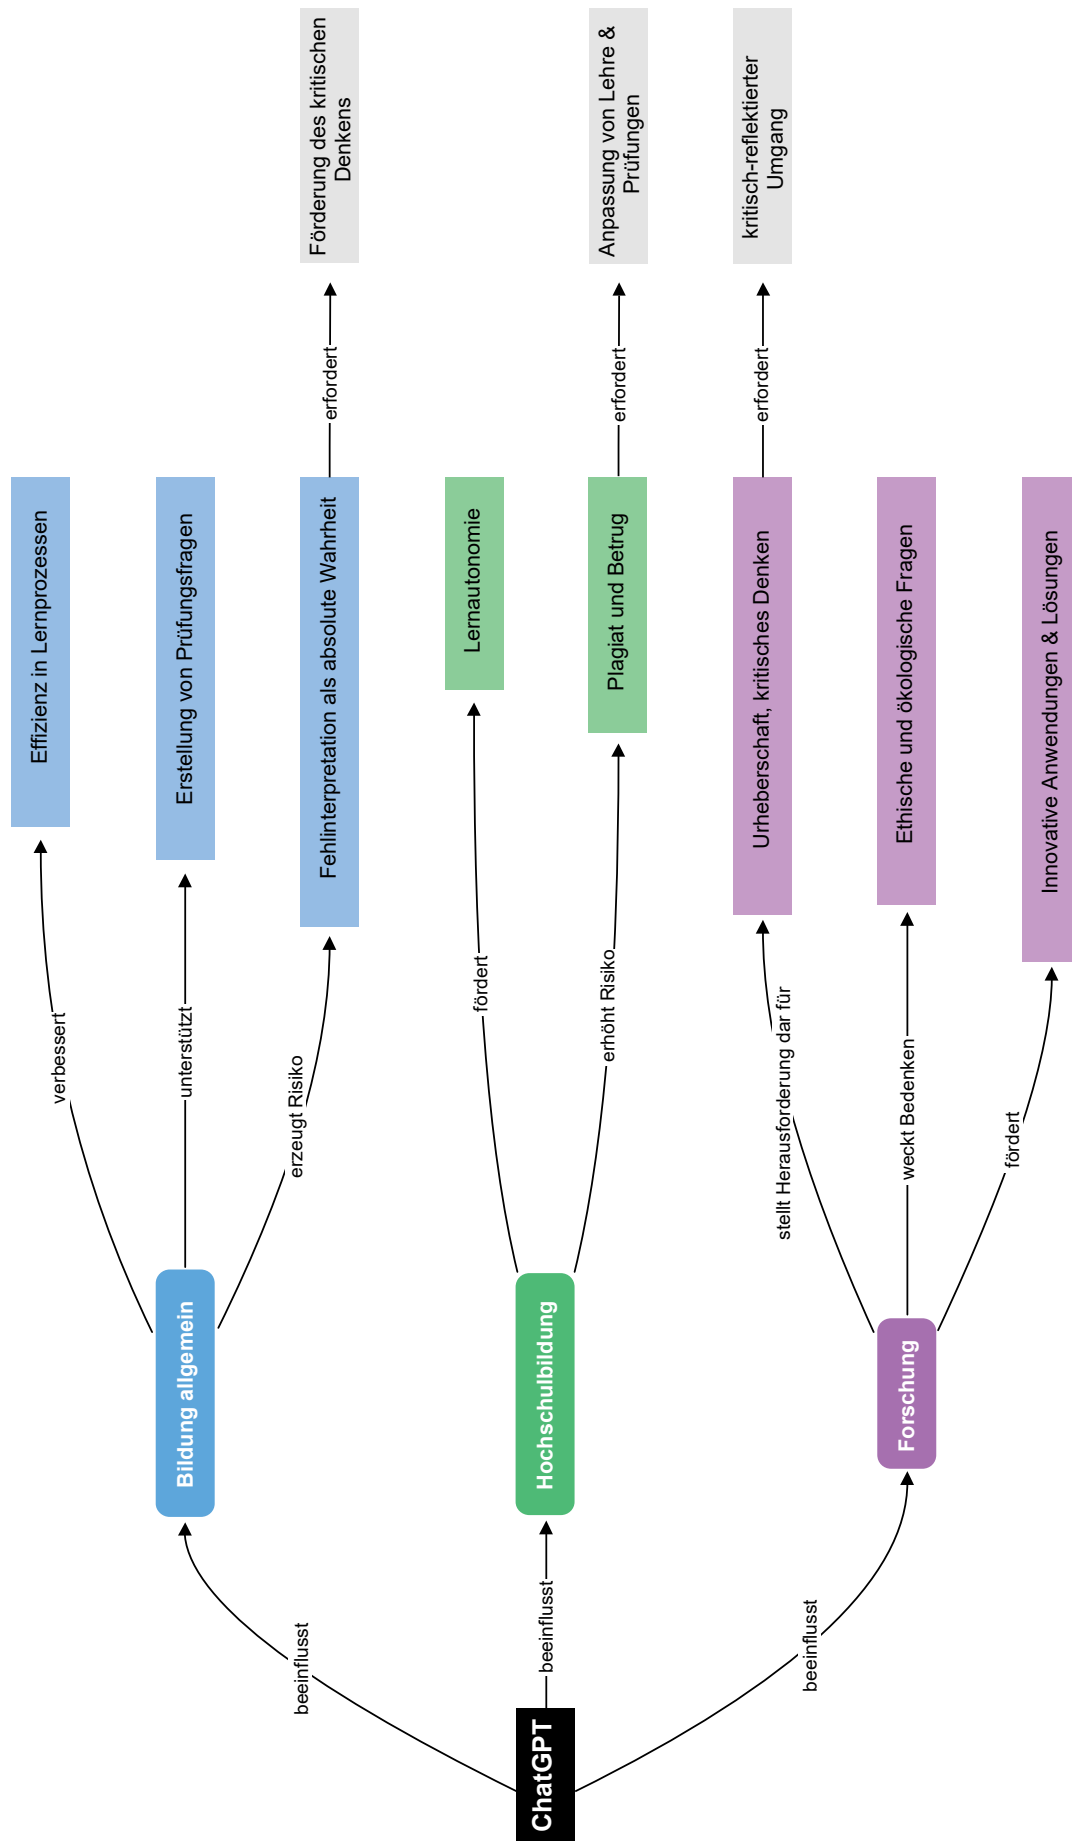 ChatGPT
beeinflusst
beeinflusst
beeinflusst
Bildung allgemein
verbessert
Effizienz in Lernprozessen
unterstützt
Erstellung von Prüfungsfragen
erzeugt Risiko
Fehlinterpretation als absolute Wahrheit
erfordert
Förderung des kritischen
Denkens
Hochschulbildung
fördert
Lernautonomie
erhöht Risiko
Plagiat und Betrug
erfordert
Anpassung von Lehre &
Prüfungen
Forschung
stellt Herausforderung dar für
Urheberschaft, kritisches Denken
erfordert
kritisch-reflektierter
Umgang
weckt Bedenken
Ethische und ökologische Fragen
fördert
Innovative Anwendungen & Lösungen